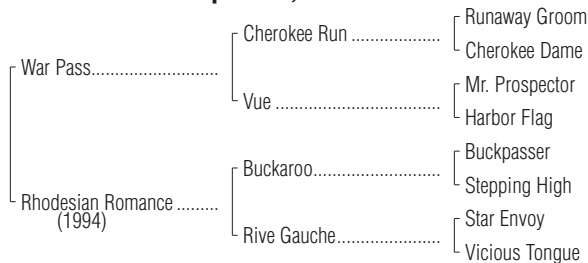 Runaway Groom
Cherokee Run ....................
Cherokee Dame
War Pass.............................
Mr. Prospector
Vue .....................................
Harbor Flag
Buckpasser
Buckaroo.............................
Stepping High
Rhodesian Romance .........
(1994)
Star Envoy
Rive Gauche.......................
Vicious Tongue